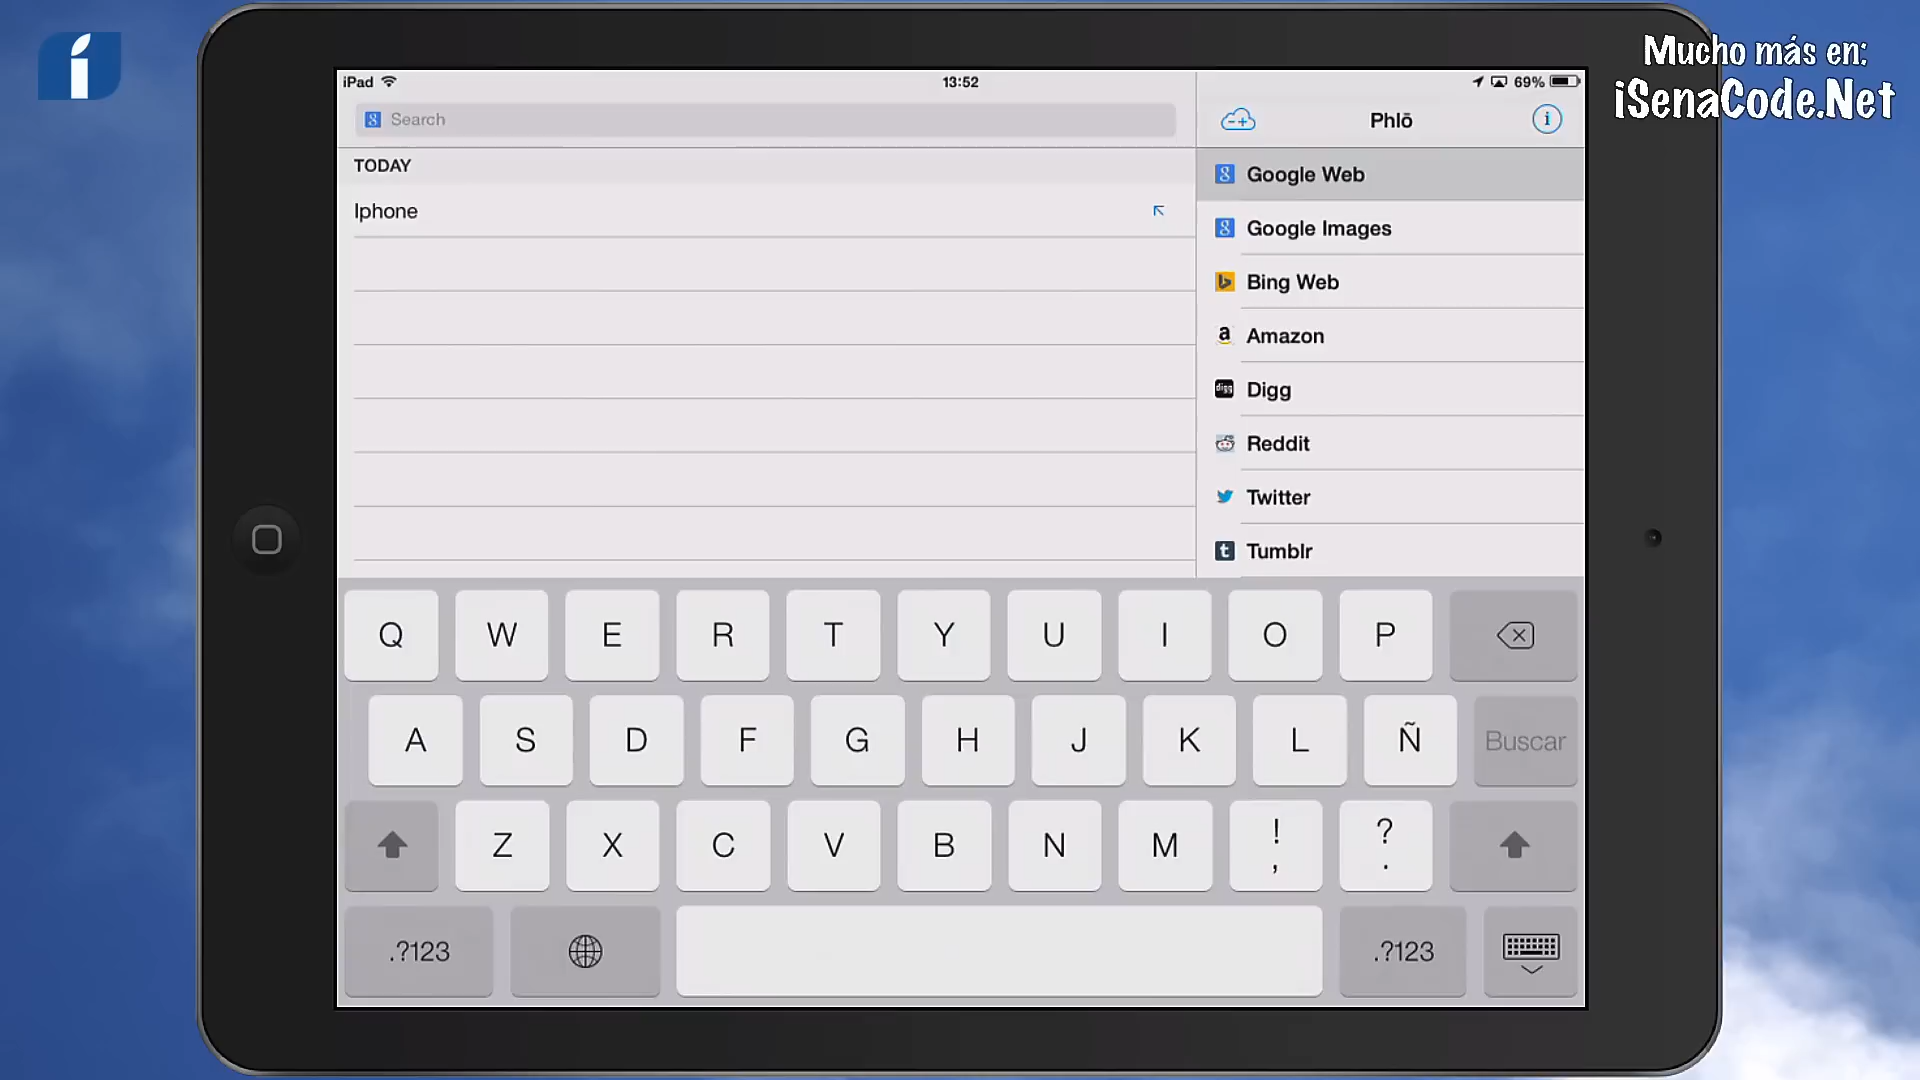 Mucho más en:
iSenaCode.Net
iPad 13:52 69%
Search
Phlō
TODAY
Iphone
Google Web
Google Images
Bing Web
Amazon
Digg
Reddit
Twitter
Tumblr
Q W E R T Y U I O P
A S D F G H J K L Ñ Buscar
Z X C V B N M ! , ? .
.?123 .?123